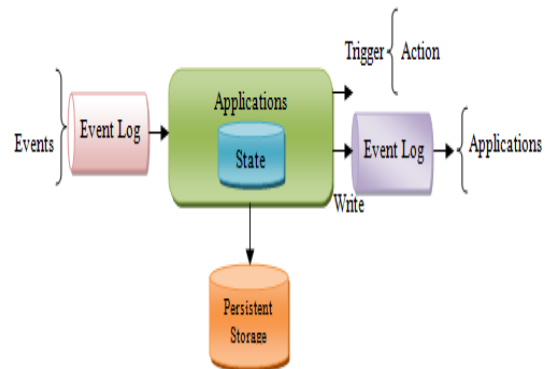 Trigger
Action
Applications
Events
Event Log
State
Event Log
Applications
Write
Persistent
Storage